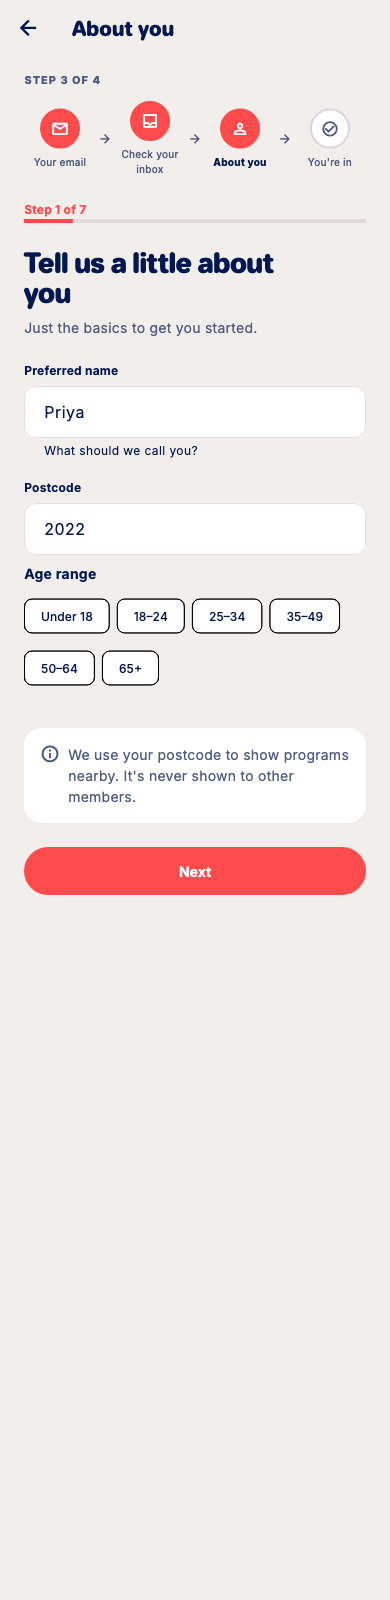 About you
STEP 3 OF 4
Your email
Check your
inbox
About you
You're in
Step 1 of 7
Tell us a little about
you
Just the basics to get you started.
Preferred name
Priya
What should we call you?
Postcode
2022
Age range
Under 18
18–24
25–34
35–49
50–64
65+
We use your postcode to show programs
nearby. It's never shown to other
members.
Next